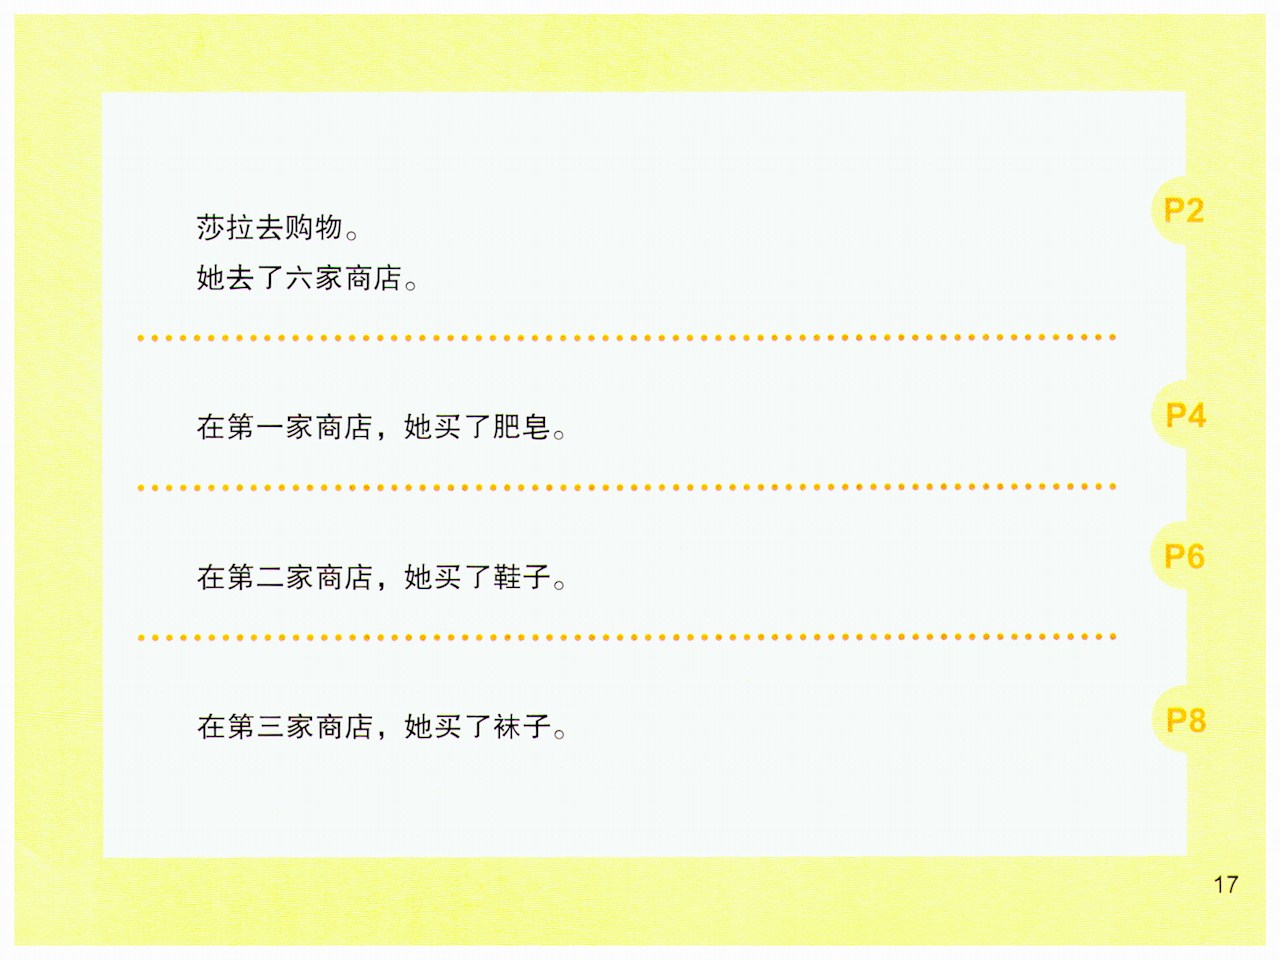 莎拉去购物。
她去了六家商店。
P2
在第一家商店，她买了肥皂。
P4
在第二家商店，她买了鞋子。
P6
在第三家商店，她买了袜子。
P8
17